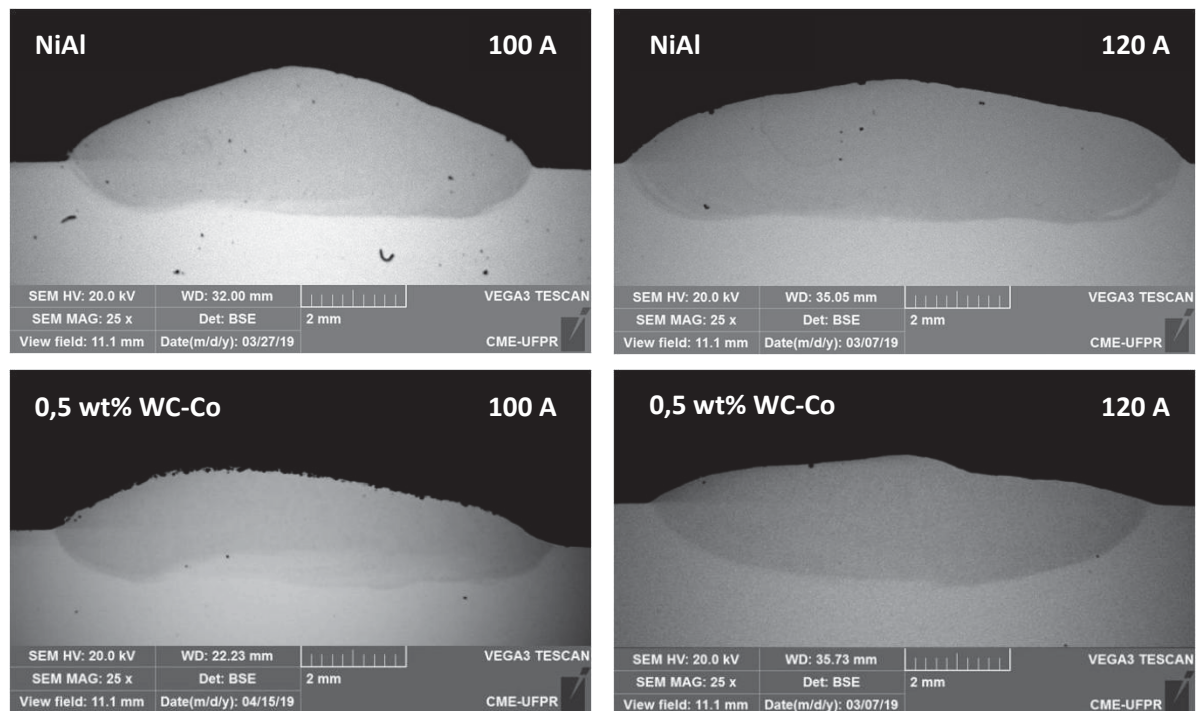 NiAl 100 A
SEM HV: 20.0 kV WD: 32.00 mm VEGA3 TESCAN
SEM MAG: 25 x Det: BSE 2 mm
View field: 11.1 mm Date(m/d/y): 03/27/19 CME-UFPR
NiAl 120 A
SEM HV: 20.0 kV WD: 35.05 mm VEGA3 TESCAN
SEM MAG: 25 x Det: BSE 2 mm
View field: 11.1 mm Date(m/d/y): 03/07/19 CME-UFPR
0,5 wt% WC-Co 100 A
SEM HV: 20.0 kV WD: 22.23 mm VEGA3 TESCAN
SEM MAG: 25 x Det: BSE 2 mm
View field: 11.1 mm Date(m/d/y): 04/15/19 CME-UFPR
0,5 wt% WC-Co 120 A
SEM HV: 20.0 kV WD: 35.73 mm VEGA3 TESCAN
SEM MAG: 25 x Det: BSE 2 mm
View field: 11.1 mm Date(m/d/y): 03/07/19 CME-UFPR